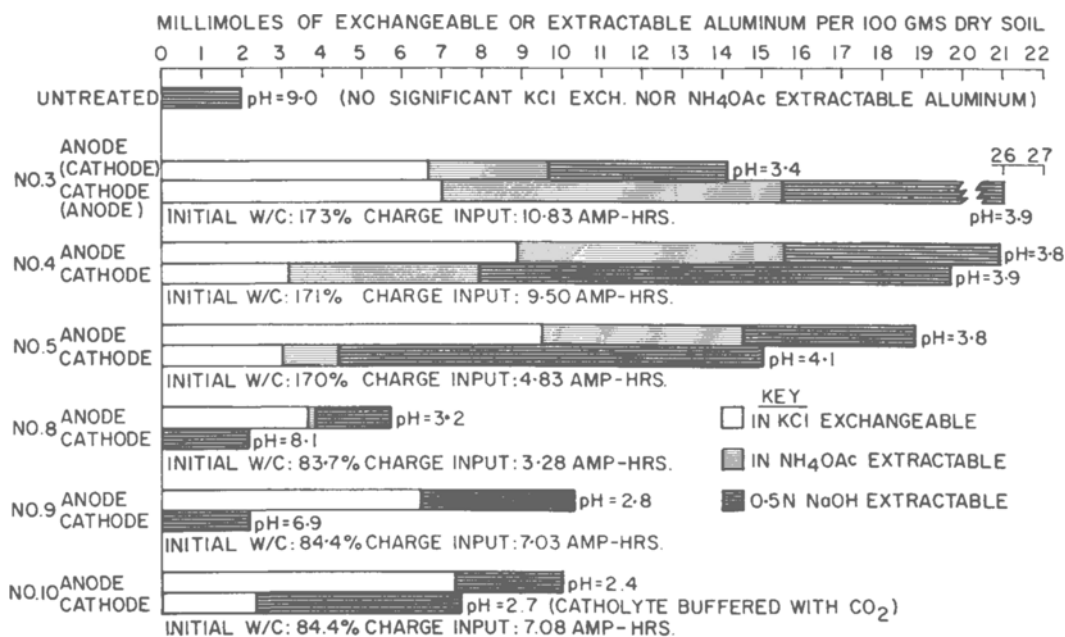 MILLIMOLES OF EXCHANGEABLE OR EXTRACTABLE ALUMINUM PER 100 GMS DRY SOIL
0 1 2 3 4 5 6 7 8 9 10 11 12 13 14 15 16 17 18 19 20 21 22
UNTREATED pH=9·0 (NO SIGNIFICANT KCl EXCH. NOR NH₄OAc EXTRACTABLE ALUMINUM)
26 27
NO.3 ANODE (CATHODE) pH=3·4
CATHODE (ANODE) pH=3·9
INITIAL W/C: 173% CHARGE INPUT: 10·83 AMP-HRS.
NO.4 ANODE pH=3·8
CATHODE pH=3·9
INITIAL W/C: 171% CHARGE INPUT: 9·50 AMP-HRS.
NO.5 ANODE pH=3·8
CATHODE pH=4·1
INITIAL W/C: 170% CHARGE INPUT: 4·83 AMP-HRS.
NO.8 ANODE pH=3·2
CATHODE pH=8·1
INITIAL W/C: 83·7% CHARGE INPUT: 3·28 AMP-HRS.
NO.9 ANODE pH=2·8
CATHODE pH=6·9
INITIAL W/C: 84·4% CHARGE INPUT: 7·03 AMP-HRS.
NO.10 ANODE pH=2·4
CATHODE pH=2·7 (CATHOLYTE BUFFERED WITH CO₂)
INITIAL W/C: 84·4% CHARGE INPUT: 7·08 AMP-HRS.
KEY
IN KCl EXCHANGEABLE
IN NH₄OAc EXTRACTABLE
0·5N NaOH EXTRACTABLE